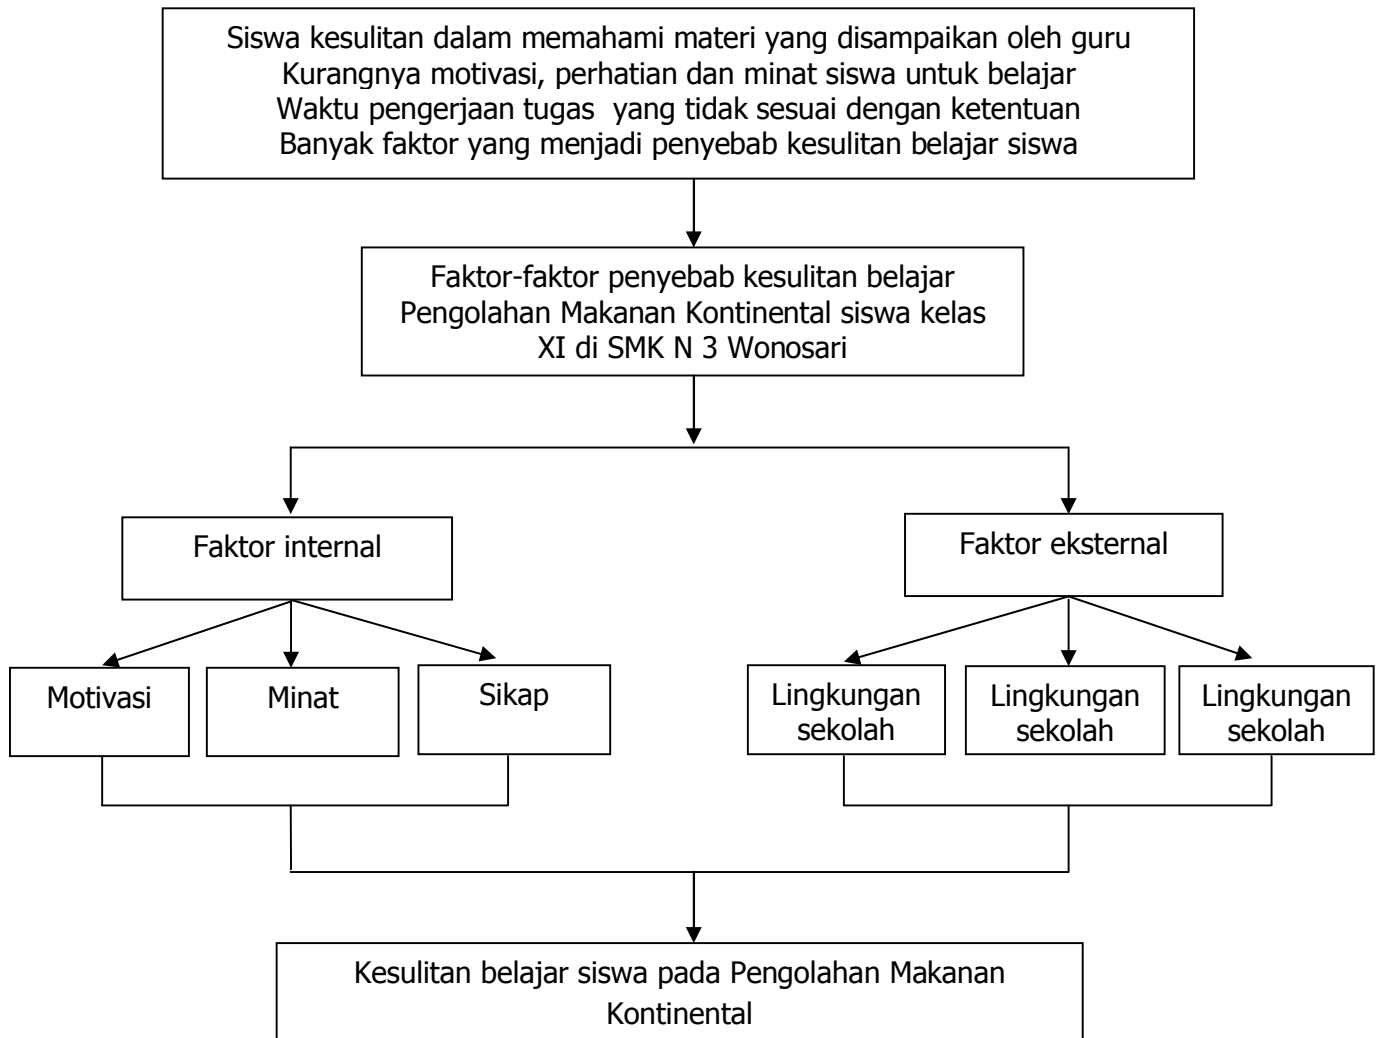 Siswa kesulitan dalam memahami materi yang disampaikan oleh guru
Kurangnya motivasi, perhatian dan minat siswa untuk belajar
Waktu pengerjaan tugas  yang tidak sesuai dengan ketentuan
Banyak faktor yang menjadi penyebab kesulitan belajar siswa
Faktor-faktor penyebab kesulitan belajar
Pengolahan Makanan Kontinental siswa kelas
XI di SMK N 3 Wonosari
Faktor internal
Faktor eksternal
Motivasi
Minat
Sikap
Lingkungan
sekolah
Lingkungan
sekolah
Lingkungan
sekolah
Kesulitan belajar siswa pada Pengolahan Makanan
Kontinental